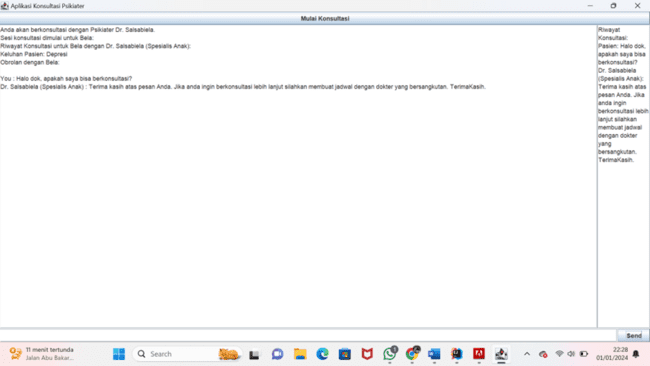 Aplikasi Konsultasi Psikiater
Mulai Konsultasi
Anda akan berkonsultasi dengan Psikiater Dr. Salsabiela.
Sesi konsultasi dimulai untuk Bela:
Riwayat Konsultasi untuk Bela dengan Dr. Salsabiela (Spesialis Anak):
Keluhan Pasien: Depresi
Obrolan dengan Bela:
You : Halo dok, apakah saya bisa berkonsultasi?
Dr. Salsabiela (Spesialis Anak) : Terima kasih atas pesan Anda. Jika anda ingin berkonsultasi lebih lanjut silahkan membuat jadwal dengan dokter yang bersangkutan. TerimaKasih.
Riwayat
Konsultasi:
Pasien: Halo dok,
apakah saya bisa
berkonsultasi?
Dr. Salsabiela
(Spesialis Anak):
Terima kasih atas
pesan Anda. Jika
anda ingin
berkonsultasi lebih
lanjut silahkan
membuat jadwal
dengan dokter
yang
bersangkutan.
TerimaKasih.
Send
11 menit tertunda
Jalan Abu Bakar...
Search
22:28
01/01/2024